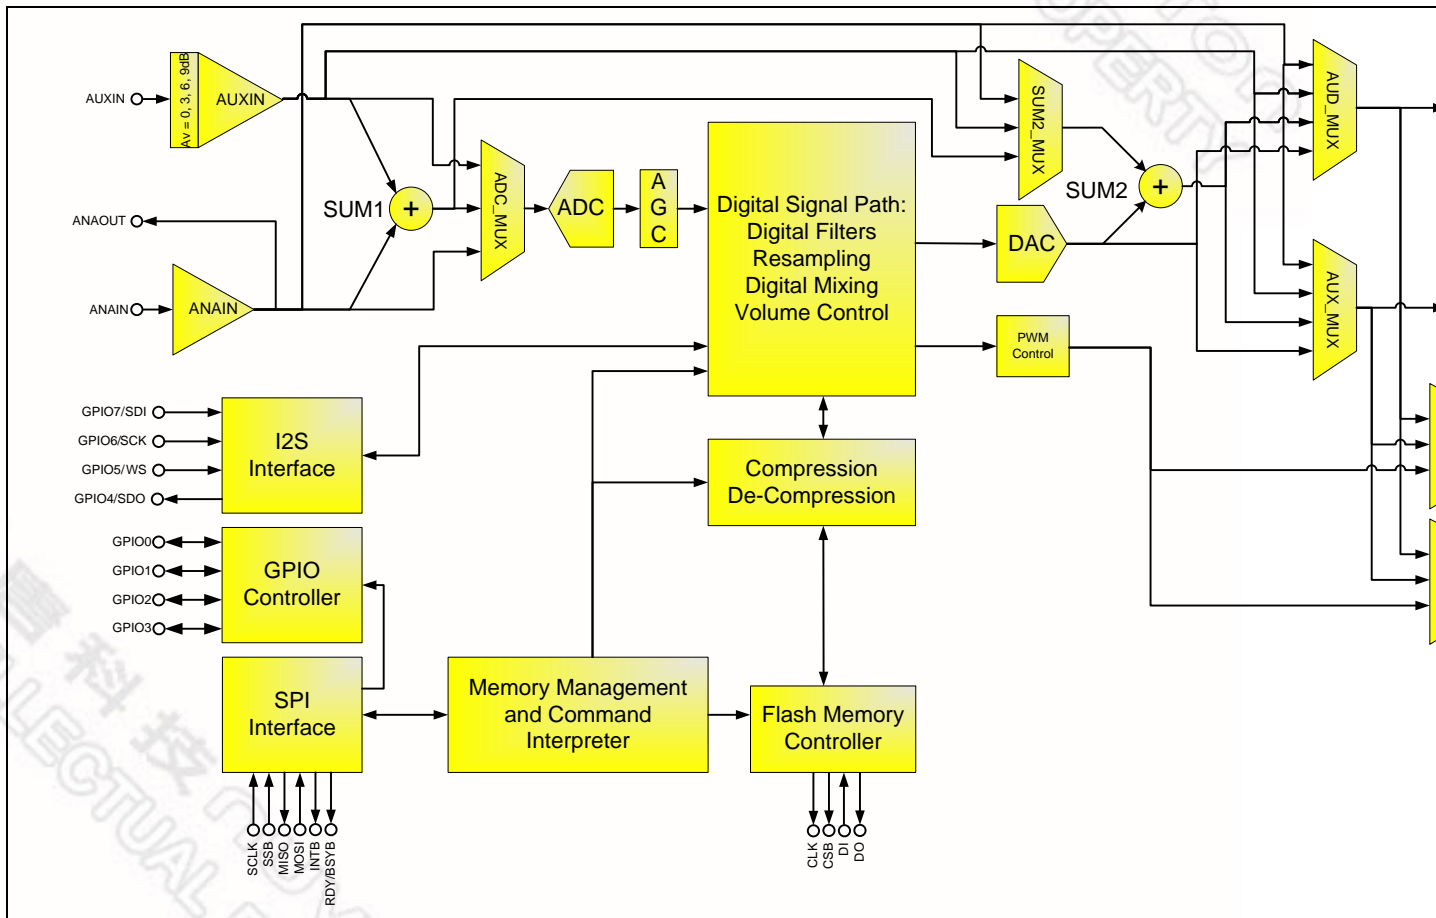 AUXIN
Av = 0, 3, 6, 9dB
AUXIN
ANAOUT
ANAIN
ANAIN
SUM1
+
ADC_MUX
ADC
A
G
C
Digital Signal Path:
Digital Filters
Resampling
Digital Mixing
Volume Control
SUM2_MUX
SUM2
+
DAC
PWM
Control
AUD_MUX
AUX_MUX
GPIO7/SDI
GPIO6/SCK
GPIO5/WS
GPIO4/SDO
I2S
Interface
Compression
De-Compression
GPIO0
GPIO1
GPIO2
GPIO3
GPIO
Controller
SPI
Interface
Memory Management
and Command
Interpreter
Flash Memory
Controller
SCLK
SSB
MISO
MOSI
INTB
RDY/BSYB
CLK
CSB
DI
DO
科技